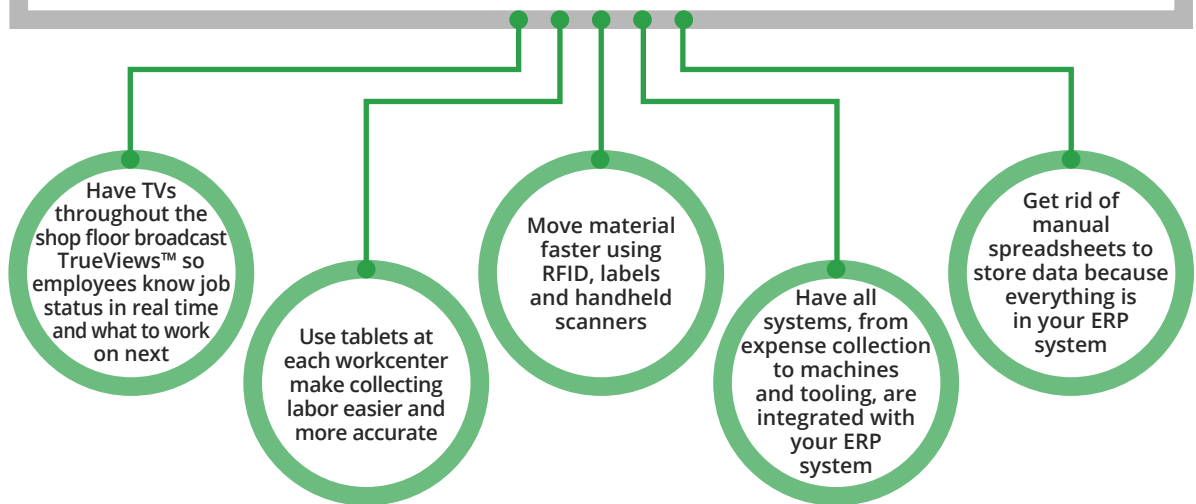 Have TVs
throughout the
shop floor broadcast
TrueViews™ so
employees know job
status in real time
and what to work
on next
Use tablets at
each workcenter
make collecting
labor easier and
more accurate
Move material
faster using
RFID, labels
and handheld
scanners
Have all
systems, from
expense collection
to machines
and tooling, are
integrated with
your ERP
system
Get rid of
manual
spreadsheets to
store data because
everything is
in your ERP
system